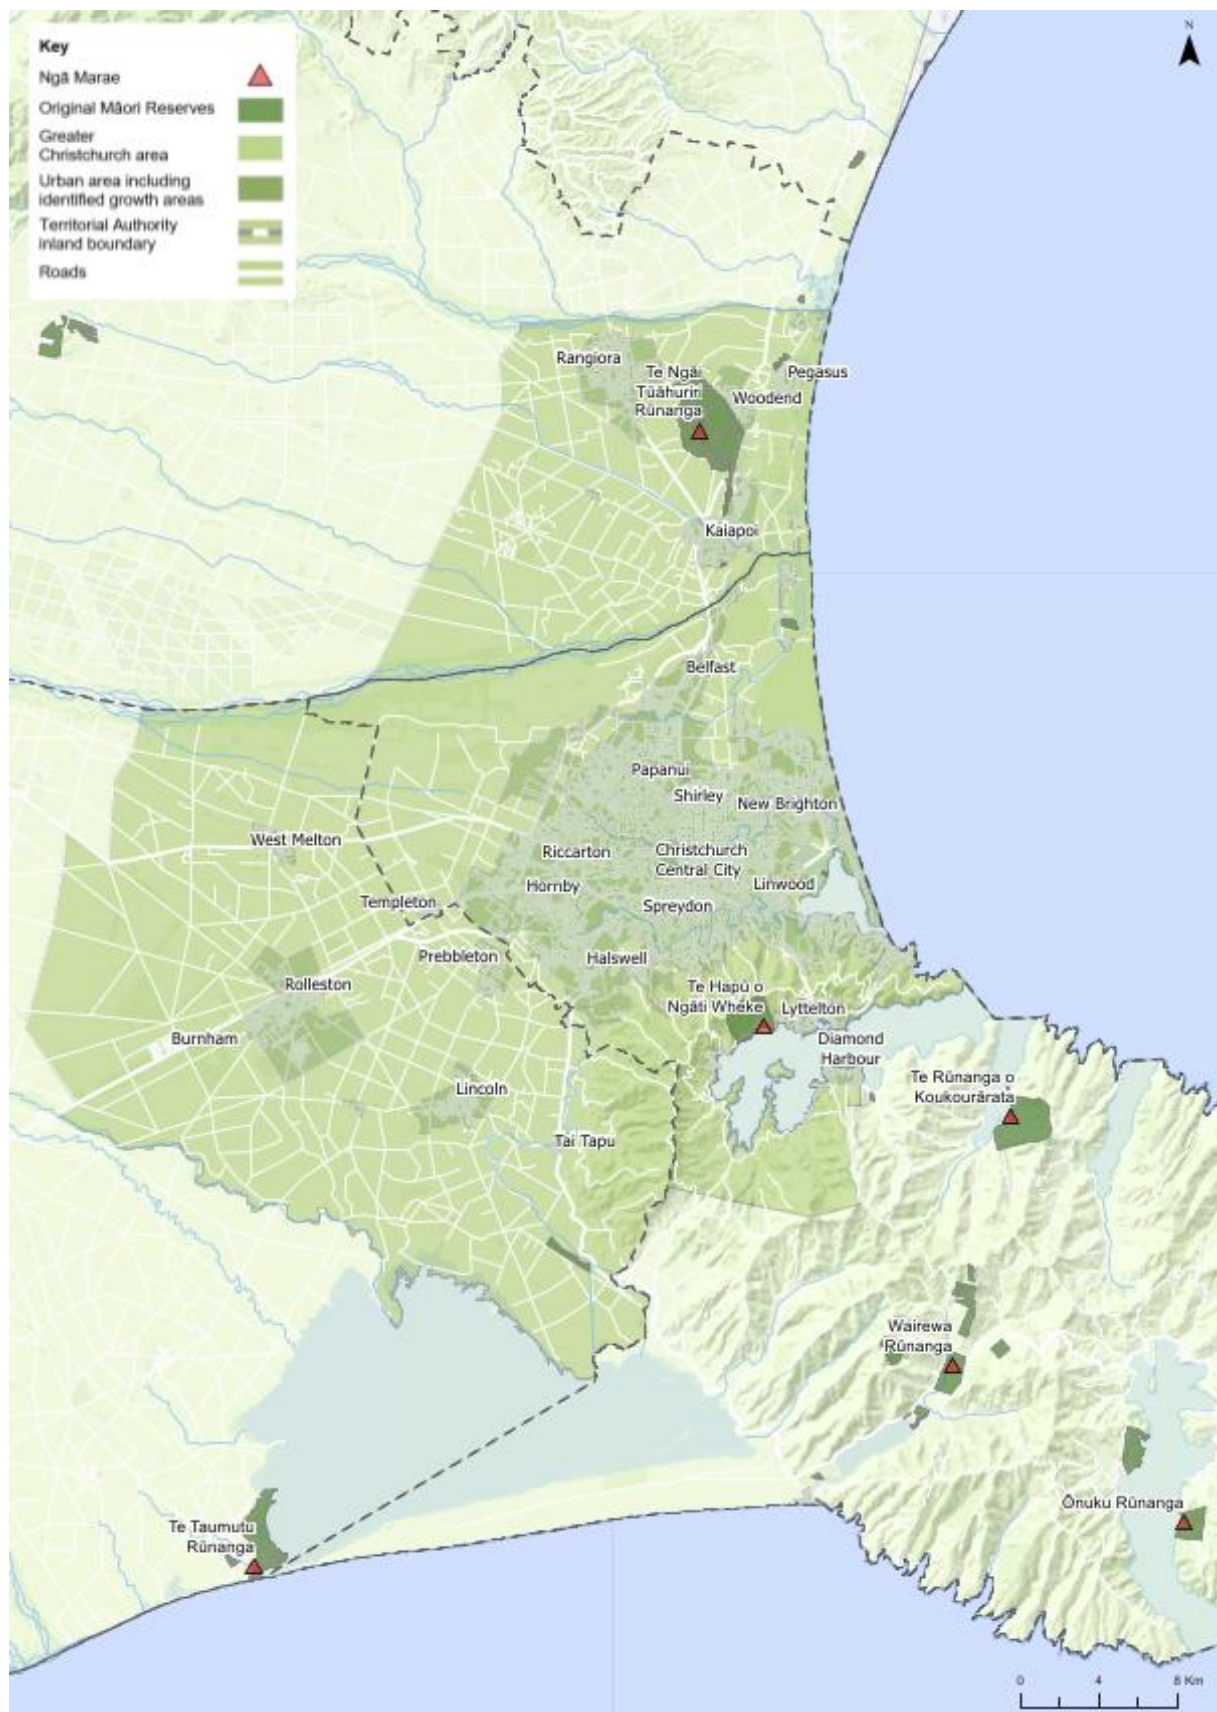 N
Key
Ngā Marae
Original Māori Reserves
Greater
Christchurch area
Urban area including
identified growth areas
Territorial Authority
inland boundary
Roads
Rangiora
Te Ngāi
Tūāhuriri
Rūnanga
Pegasus
Woodend
Kaiapoi
Belfast
Papanui
Shirley
New Brighton
West Melton
Riccarton
Christchurch
Central City
Hornby
Linwood
Templeton
Spreydon
Prebbleton
Halswell
Rolleston
Te Hapū o
Ngāti Wheke
Lyttelton
Burnham
Diamond
Harbour
Te Rūnanga o
Koukourārata
Lincoln
Tai Tapu
Wairewa
Rūnanga
Ōnuku Rūnanga
Te Taumutu
Rūnanga
0 4 8 Km